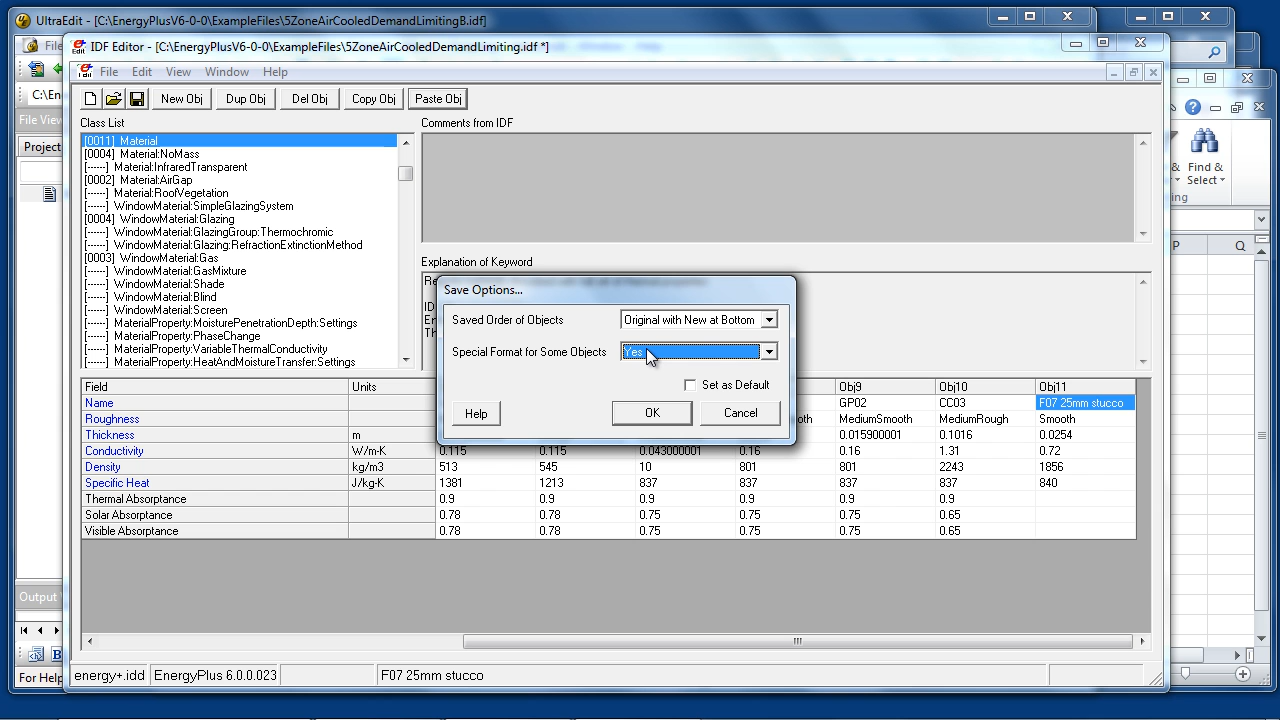 UltraEdit - [C:\EnergyPlusV6-0-0\ExampleFiles\5ZoneAirCooledDemandLimitingB.idf]
IDF Editor - [C:\EnergyPlusV6-0-0\ExampleFiles\5ZoneAirCooledDemandLimiting.idf *]
File Edit View Window Help
New Obj Dup Obj Del Obj Copy Obj Paste Obj
Class List
[0011] Material
[0004] Material:NoMass
[------] Material:InfraredTransparent
[0002] Material:AirGap
[------] Material:RoofVegetation
[------] WindowMaterial:SimpleGlazingSystem
[0004] WindowMaterial:Glazing
[------] WindowMaterial:GlazingGroup:Thermochromic
[------] WindowMaterial:Glazing:RefractionExtinctionMethod
[0003] WindowMaterial:Gas
[------] WindowMaterial:GasMixture
[------] WindowMaterial:Shade
[------] WindowMaterial:Blind
[------] WindowMaterial:Screen
[------] MaterialProperty:MoisturePenetrationDepth:Settings
[------] MaterialProperty:PhaseChange
[------] MaterialProperty:VariableThermalConductivity
[------] MaterialProperty:HeatAndMoistureTransfer:Settings
Comments from IDF
Explanation of Keyword
Save Options...
Saved Order of Objects Original with New at Bottom
Special Format for Some Objects Yes
Set as Default
Help OK Cancel
Field Units Obj9 Obj10 Obj11
Name GP02 CC03 F07 25mm stucco
Roughness MediumSmooth MediumRough Smooth
Thickness m 0.015900001 0.1016 0.0254
Conductivity W/m-K 0.115 0.115 0.043000001 0.16 0.16 1.31 0.72
Density kg/m3 513 545 10 801 801 2243 1856
Specific Heat J/kg-K 1381 1213 837 837 837 837 840
Thermal Absorptance 0.9 0.9 0.9 0.9 0.9 0.9
Solar Absorptance 0.78 0.78 0.75 0.75 0.75 0.65
Visible Absorptance 0.78 0.78 0.75 0.75 0.75 0.65
energy+.idd EnergyPlus 6.0.0.023 F07 25mm stucco
File
C:\En
File View
Project
Output
For Help
Find &
Select
P Q